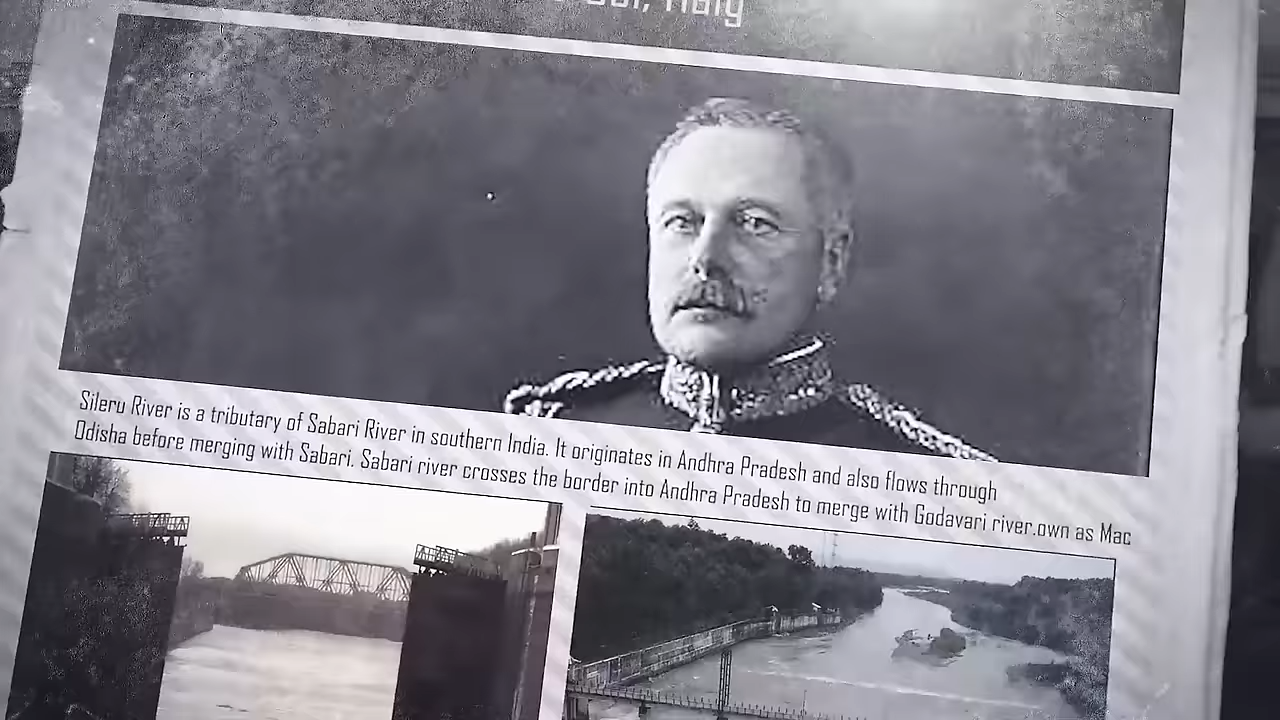 Italy
Sileru River is a tributary of Sabari River in southern India. It originates in Andhra Pradesh and also flows through
Odisha before merging with Sabari. Sabari river crosses the border into Andhra Pradesh to merge with Godavari river.own as Mac